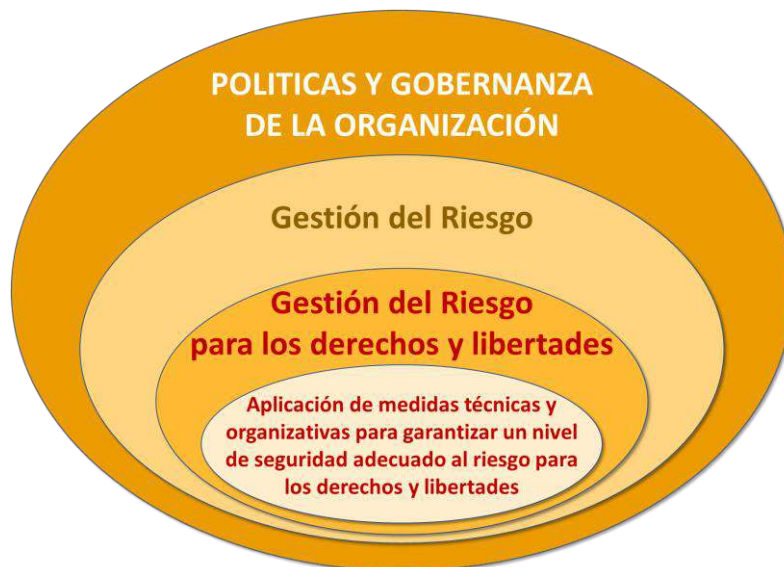 POLITICAS Y GOBERNANZA
DE LA ORGANIZACIÓN
Gestión del Riesgo
Gestión del Riesgo
para los derechos y libertades
Aplicación de medidas técnicas y
organizativas para garantizar un nivel
de seguridad adecuado al riesgo para
los derechos y libertades